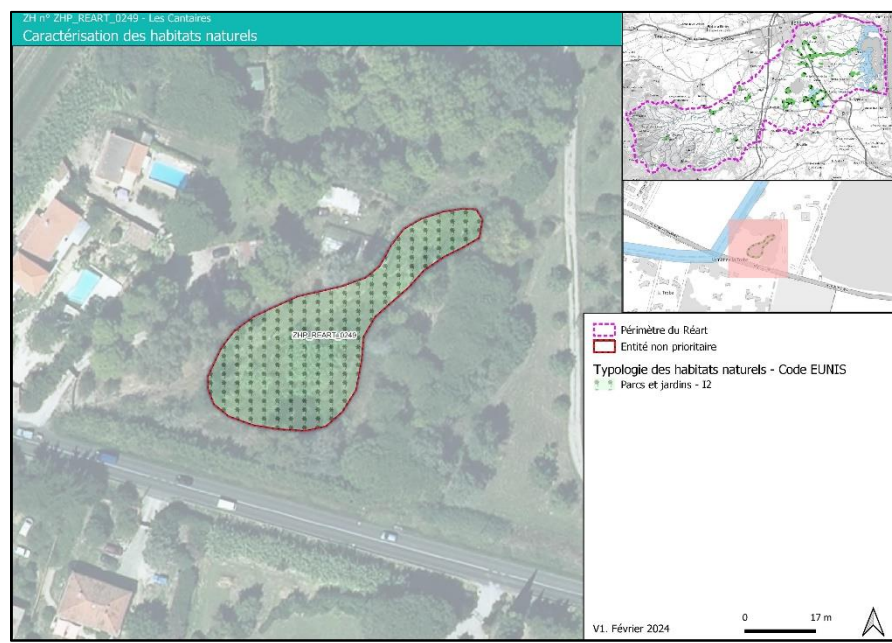 ZH n° ZHP_REART_0249 - Les Cantaires
Caractérisation des habitats naturels
ZHP_REART_0249
Périmètre du Réart
Entité non prioritaire
Typologie des habitats naturels - Code EUNIS
Parcs et jardins - I2
V1. Février 2024
0 17 m